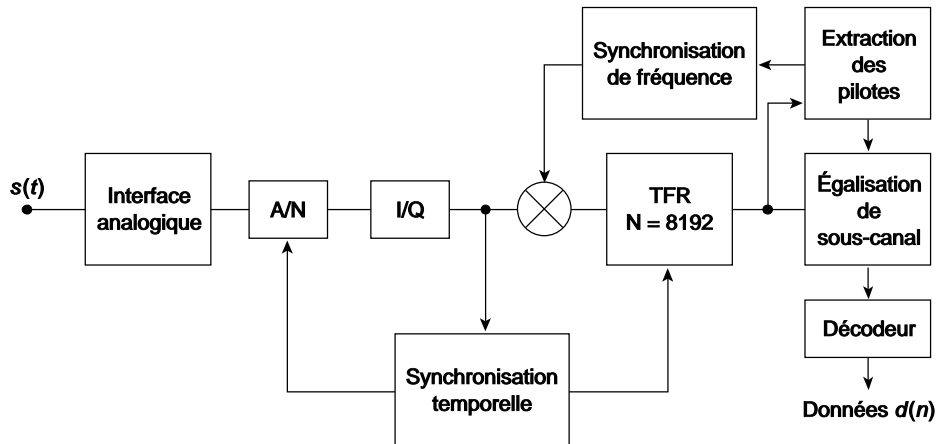 Synchronisation
de fréquence
Extraction
des
pilotes
s(t)
Interface
analogique
A/N
I/Q
TFR
N = 8192
Égalisation
de
sous-canal
Synchronisation
temporelle
Décodeur
Données d(n)